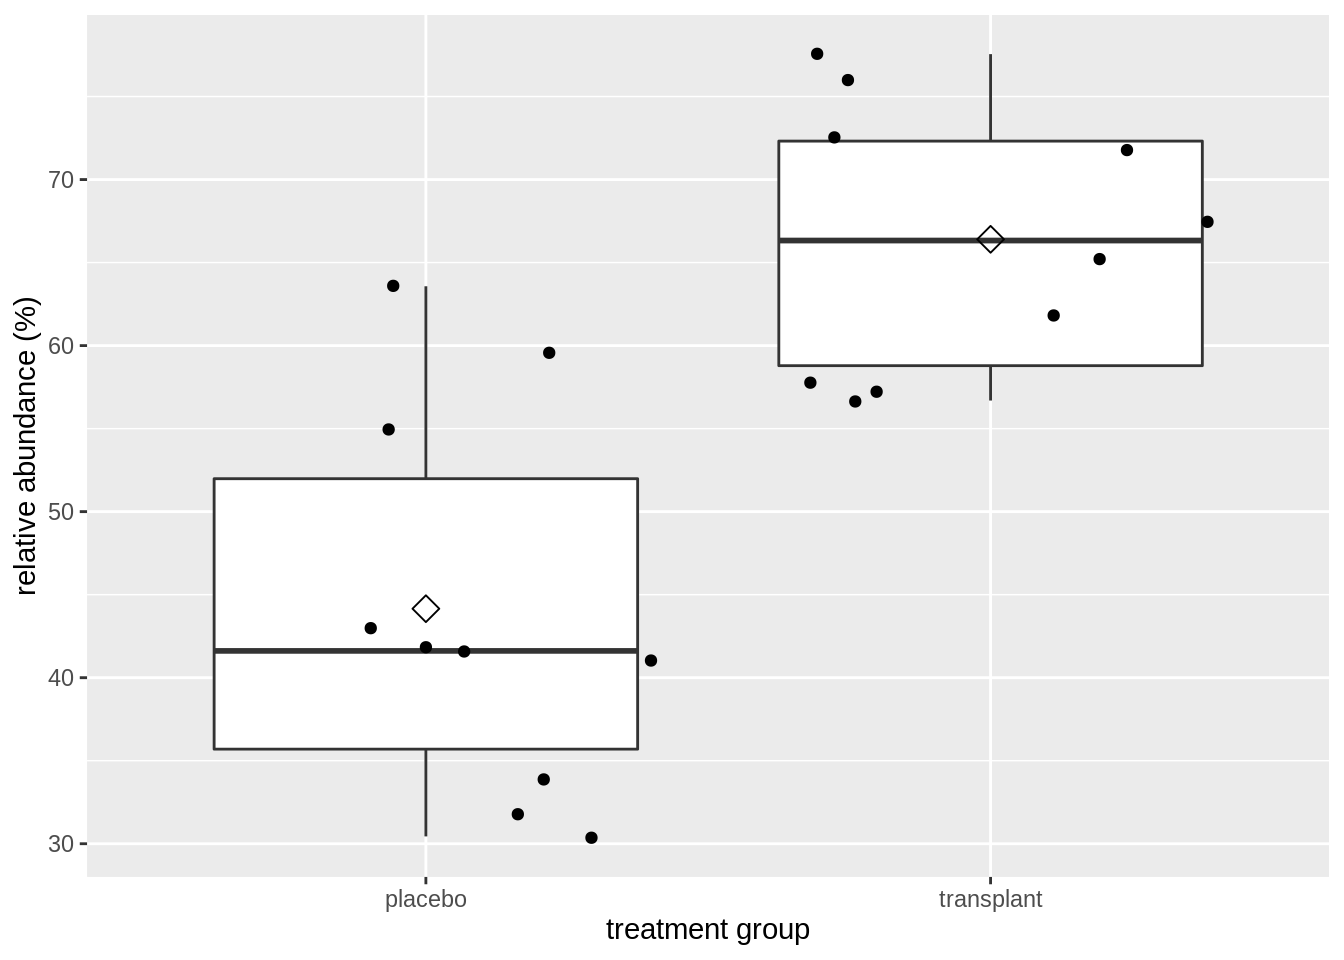 relative abundance (%)
70
60
50
40
30
placebo
transplant
treatment group